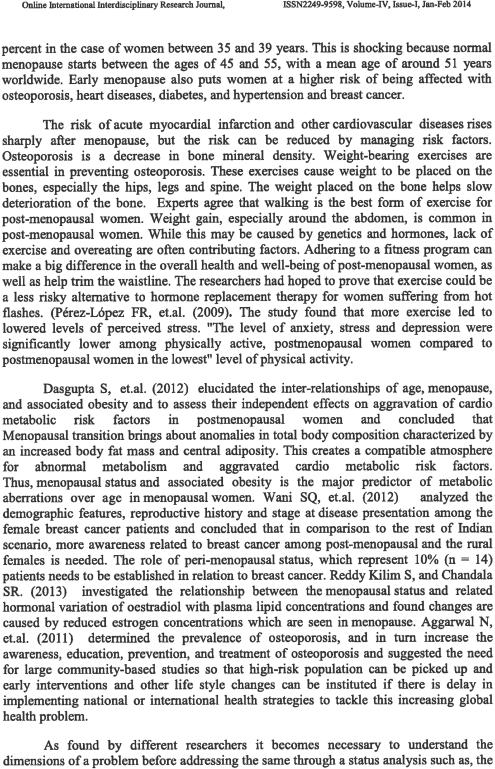 Online International Interdisciplinary Research Journal, ISSN2249-9598, Volume-IV, Issue-I, Jan-Feb 2014
percent in the case of women between 35 and 39 years. This is shocking because normal
menopause starts between the ages of 45 and 55, with a mean age of around 51 years
worldwide. Early menopause also puts women at a higher risk of being affected with
osteoporosis, heart diseases, diabetes, and hypertension and breast cancer.
The risk of acute myocardial infarction and other cardiovascular diseases rises
sharply after menopause, but the risk can be reduced by managing risk factors.
Osteoporosis is a decrease in bone mineral density. Weight-bearing exercises are
essential in preventing osteoporosis. These exercises cause weight to be placed on the
bones, especially the hips, legs and spine. The weight placed on the bone helps slow
deterioration of the bone. Experts agree that walking is the best form of exercise for
post-menopausal women. Weight gain, especially around the abdomen, is common in
post-menopausal women. While this may be caused by genetics and hormones, lack of
exercise and overeating are often contributing factors. Adhering to a fitness program can
make a big difference in the overall health and well-being of post-menopausal women, as
well as help trim the waistline. The researchers had hoped to prove that exercise could be
a less risky alternative to hormone replacement therapy for women suffering from hot
flashes. (Pérez-López FR, et.al. (2009). The study found that more exercise led to
lowered levels of perceived stress. "The level of anxiety, stress and depression were
significantly lower among physically active, postmenopausal women compared to
postmenopausal women in the lowest" level of physical activity.
Dasgupta S, et.al. (2012) elucidated the inter-relationships of age, menopause,
and associated obesity and to assess their independent effects on aggravation of cardio
metabolic risk factors in postmenopausal women and concluded that
Menopausal transition brings about anomalies in total body composition characterized by
an increased body fat mass and central adiposity. This creates a compatible atmosphere
for abnormal metabolism and aggravated cardio metabolic risk factors.
Thus, menopausal status and associated obesity is the major predictor of metabolic
aberrations over age in menopausal women. Wani SQ, et.al. (2012) analyzed the
demographic features, reproductive history and stage at disease presentation among the
female breast cancer patients and concluded that in comparison to the rest of Indian
scenario, more awareness related to breast cancer among post-menopausal and the rural
females is needed. The role of peri-menopausal status, which represent 10% (n = 14)
patients needs to be established in relation to breast cancer. Reddy Kilim S, and Chandala
SR. (2013) investigated the relationship between the menopausal status and related
hormonal variation of oestradiol with plasma lipid concentrations and found changes are
caused by reduced estrogen concentrations which are seen in menopause. Aggarwal N,
et.al. (2011) determined the prevalence of osteoporosis, and in turn increase the
awareness, education, prevention, and treatment of osteoporosis and suggested the need
for large community-based studies so that high-risk population can be picked up and
early interventions and other life style changes can be instituted if there is delay in
implementing national or international health strategies to tackle this increasing global
health problem.
As found by different researchers it becomes necessary to understand the
dimensions of a problem before addressing the same through a status analysis such as, the